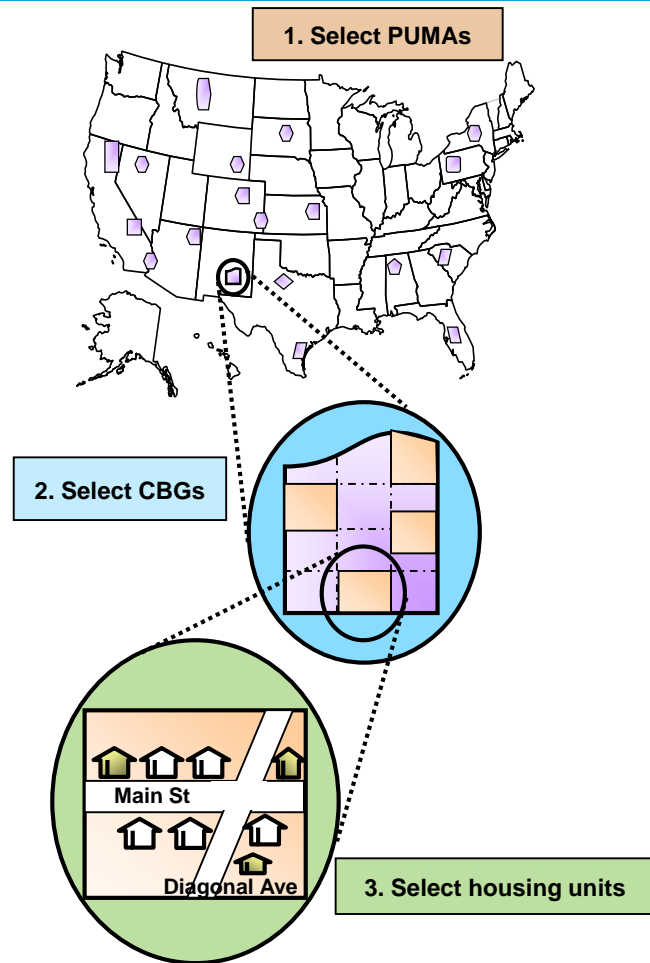 1. Select PUMAs
2. Select CBGs
Main St
Diagonal Ave
3. Select housing units